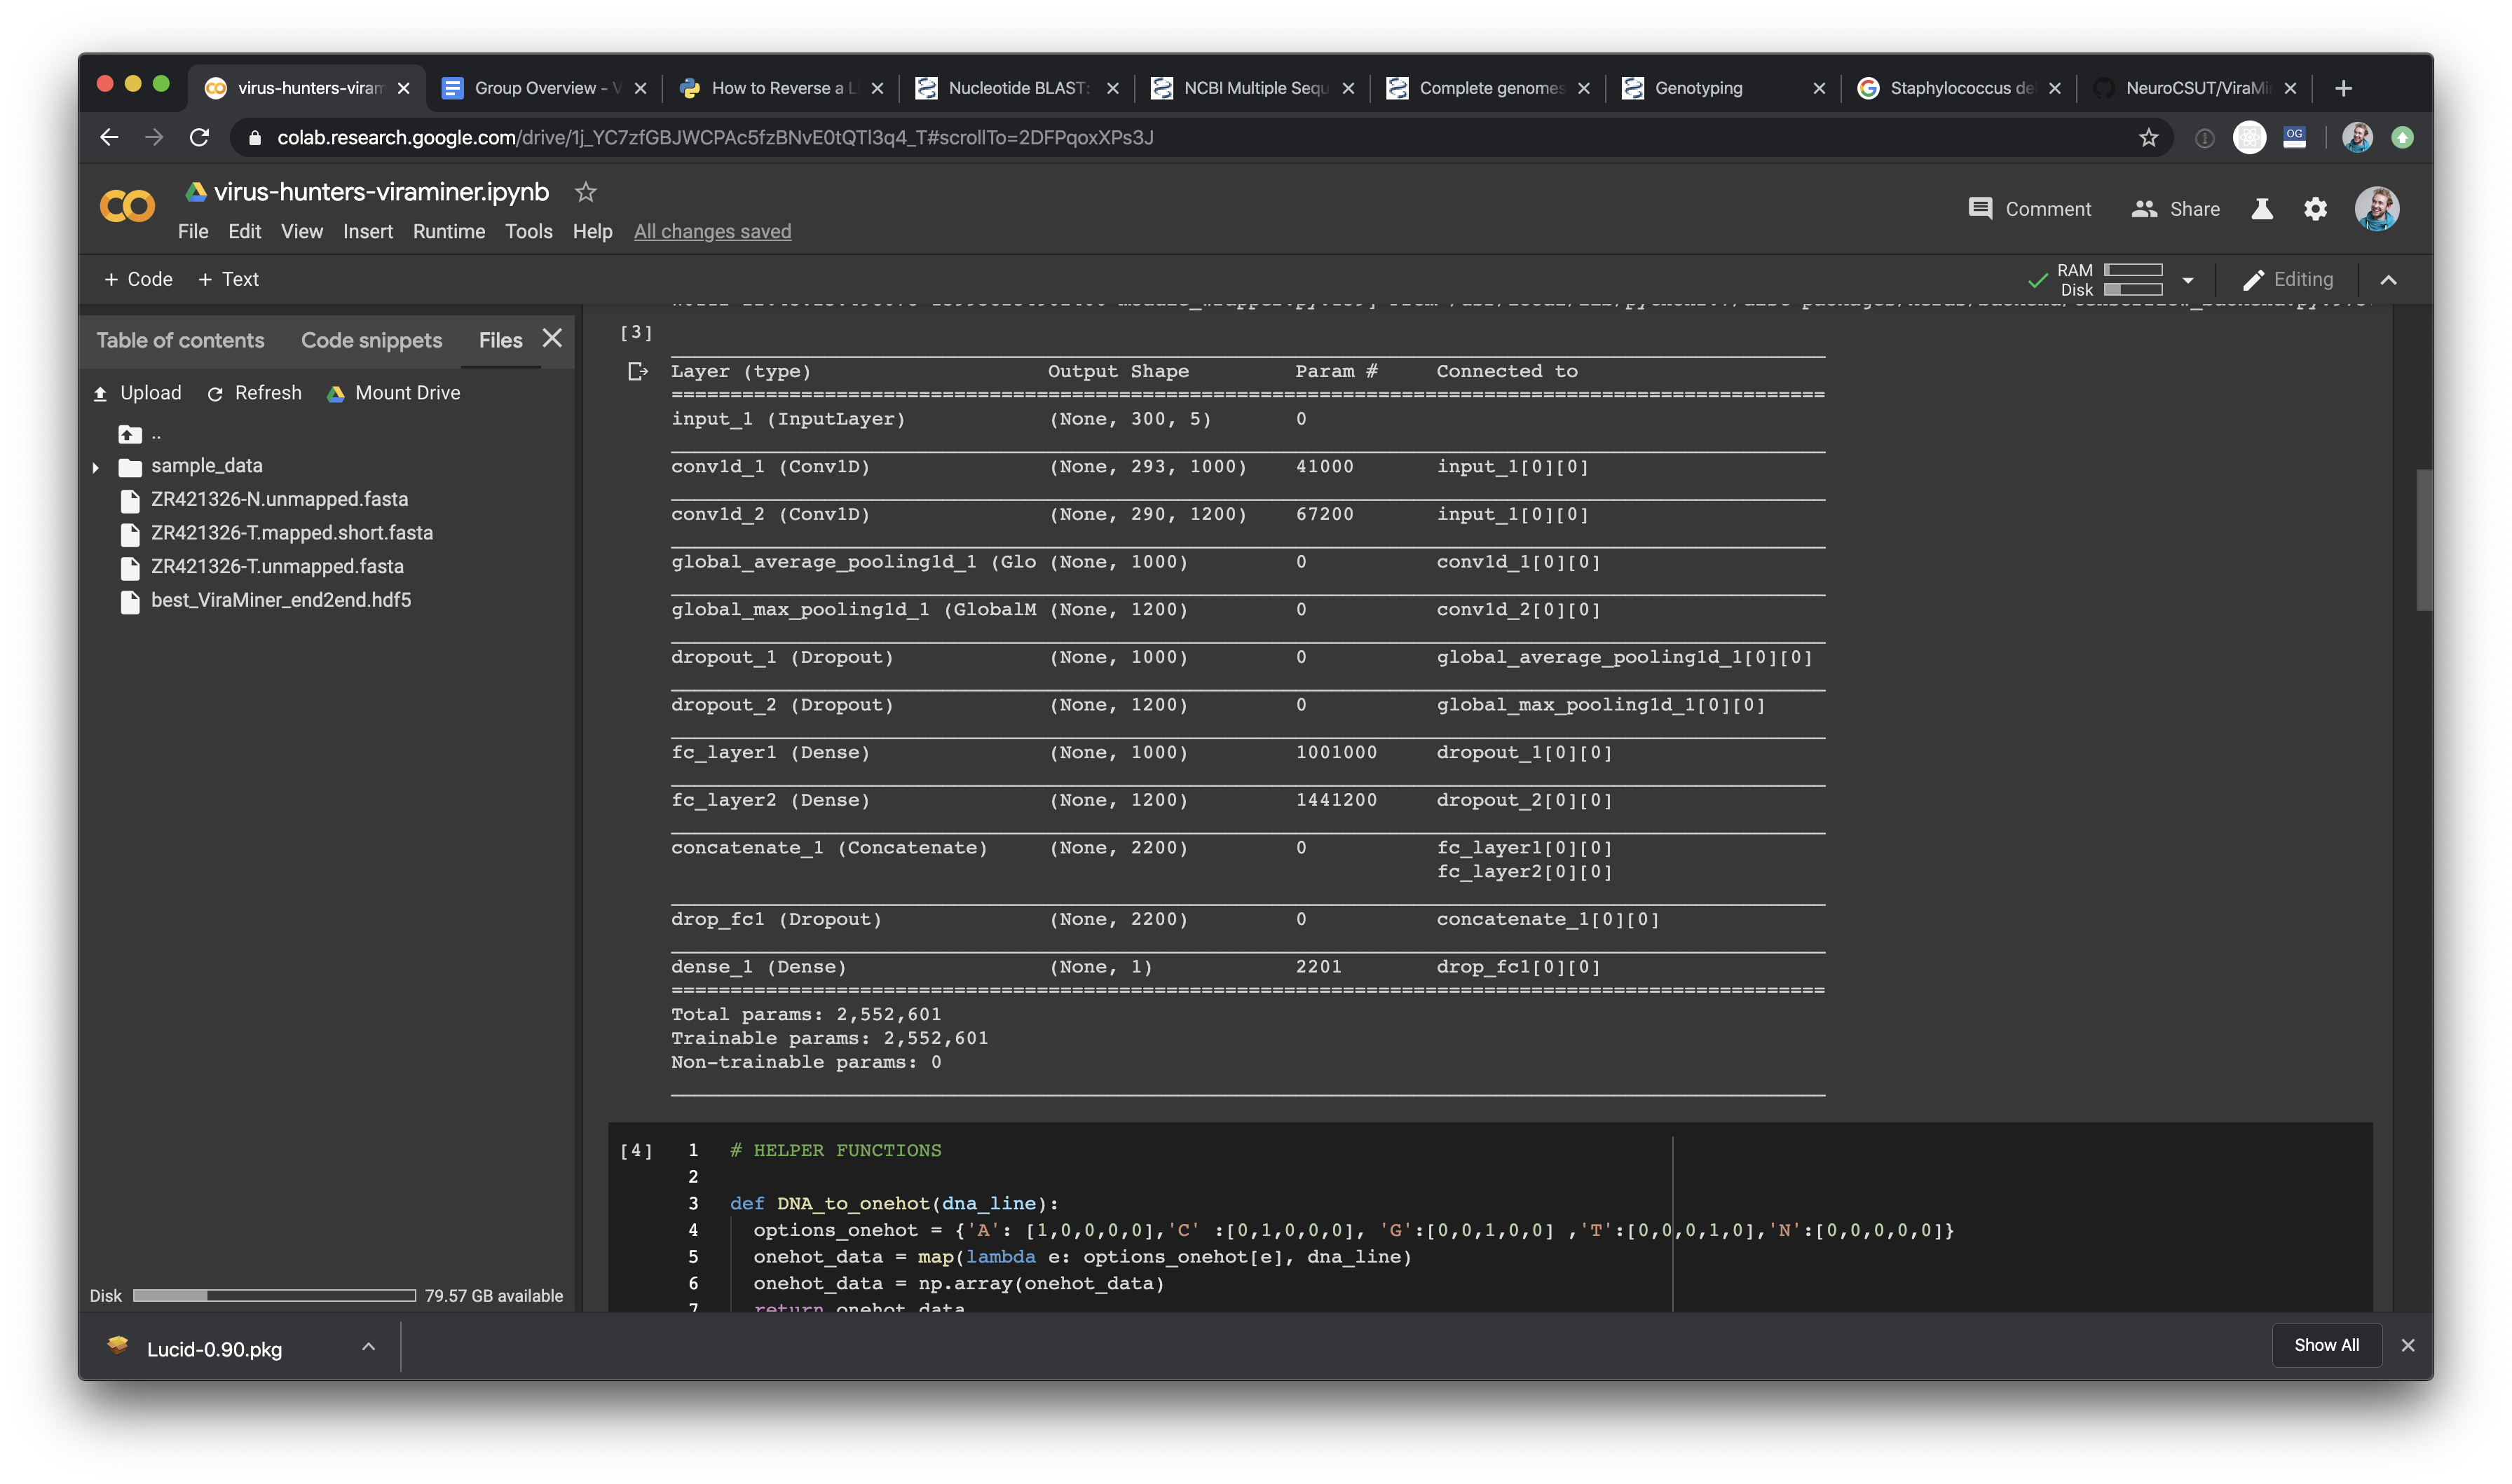 virus-hunters-viram
Group Overview - V
How to Reverse a Li
Nucleotide BLAST:
NCBI Multiple Sequ
Complete genomes
Genotyping
Staphylococcus de
NeuroCSUT/ViraMi
colab.research.google.com/drive/1j_YC7zfGBJWCPAc5fzBNvE0tQTl3q4_T#scrollTo=2DFPqoxXPs3J
OG
virus-hunters-viraminer.ipynb
File Edit View Insert Runtime Tools Help All changes saved
Comment Share
+ Code + Text
RAM
Disk
Editing
Table of contents Code snippets Files
Upload Refresh Mount Drive
..
sample_data
ZR421326-N.unmapped.fasta
ZR421326-T.mapped.short.fasta
ZR421326-T.unmapped.fasta
best_ViraMiner_end2end.hdf5
Disk 79.57 GB available
[3]
Layer (type) Output Shape Param # Connected to
==================================================================================================
input_1 (InputLayer) (None, 300, 5) 0
conv1d_1 (Conv1D) (None, 293, 1000) 41000 input_1[0][0]
conv1d_2 (Conv1D) (None, 290, 1200) 67200 input_1[0][0]
global_average_pooling1d_1 (Glo (None, 1000) 0 conv1d_1[0][0]
global_max_pooling1d_1 (GlobalM (None, 1200) 0 conv1d_2[0][0]
dropout_1 (Dropout) (None, 1000) 0 global_average_pooling1d_1[0][0]
dropout_2 (Dropout) (None, 1200) 0 global_max_pooling1d_1[0][0]
fc_layer1 (Dense) (None, 1000) 1001000 dropout_1[0][0]
fc_layer2 (Dense) (None, 1200) 1441200 dropout_2[0][0]
concatenate_1 (Concatenate) (None, 2200) 0 fc_layer1[0][0]
fc_layer2[0][0]
drop_fc1 (Dropout) (None, 2200) 0 concatenate_1[0][0]
dense_1 (Dense) (None, 1) 2201 drop_fc1[0][0]
==================================================================================================
Total params: 2,552,601
Trainable params: 2,552,601
Non-trainable params: 0
[4] 1 # HELPER FUNCTIONS
2
3 def DNA_to_onehot(dna_line):
4 options_onehot = {'A': [1,0,0,0,0],'C' :[0,1,0,0,0], 'G':[0,0,1,0,0] ,'T':[0,0,0,1,0],'N':[0,0,0,0,0]}
5 onehot_data = map(lambda e: options_onehot[e], dna_line)
6 onehot_data = np.array(onehot_data)
7 return onehot_data
Lucid-0.90.pkg
Show All